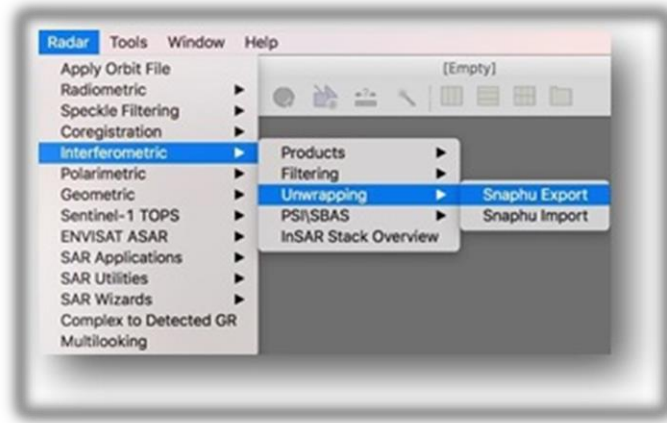 Radar Tools Window Help
[Empty]
Apply Orbit File
Radiometric
Speckle Filtering
Coregistration
Interferometric
Polarimetric
Geometric
Sentinel-1 TOPS
ENVISAT ASAR
SAR Applications
SAR Utilities
SAR Wizards
Complex to Detected GR
Multilooking
Products
Filtering
Unwrapping
PSI\SBAS
InSAR Stack Overview
Snaphu Export
Snaphu Import